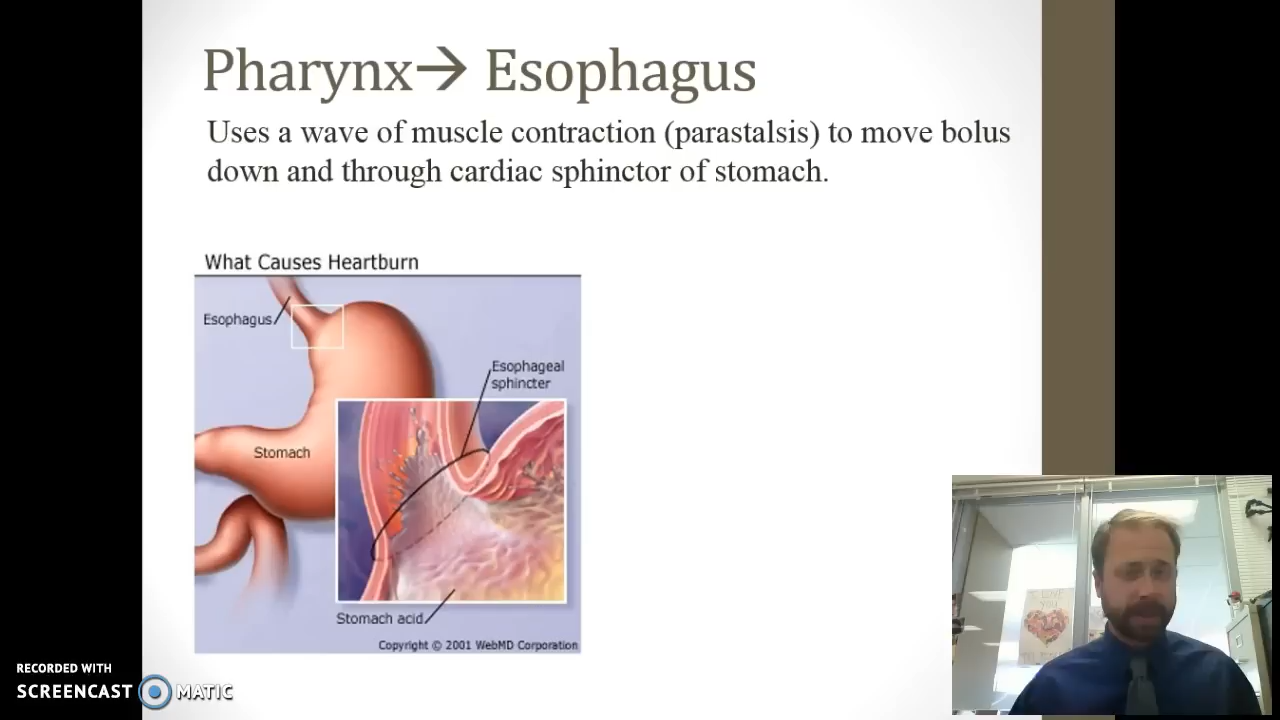 Pharynx→ Esophagus
Uses a wave of muscle contraction (parastalsis) to move bolus
down and through cardiac sphinctor of stomach.
What Causes Heartburn
Esophagus
Esophageal
sphincter
Stomach
Stomach acid
Copyright © 2001 WebMD Corporation
RECORDED WITH
SCREENCAST MATIC